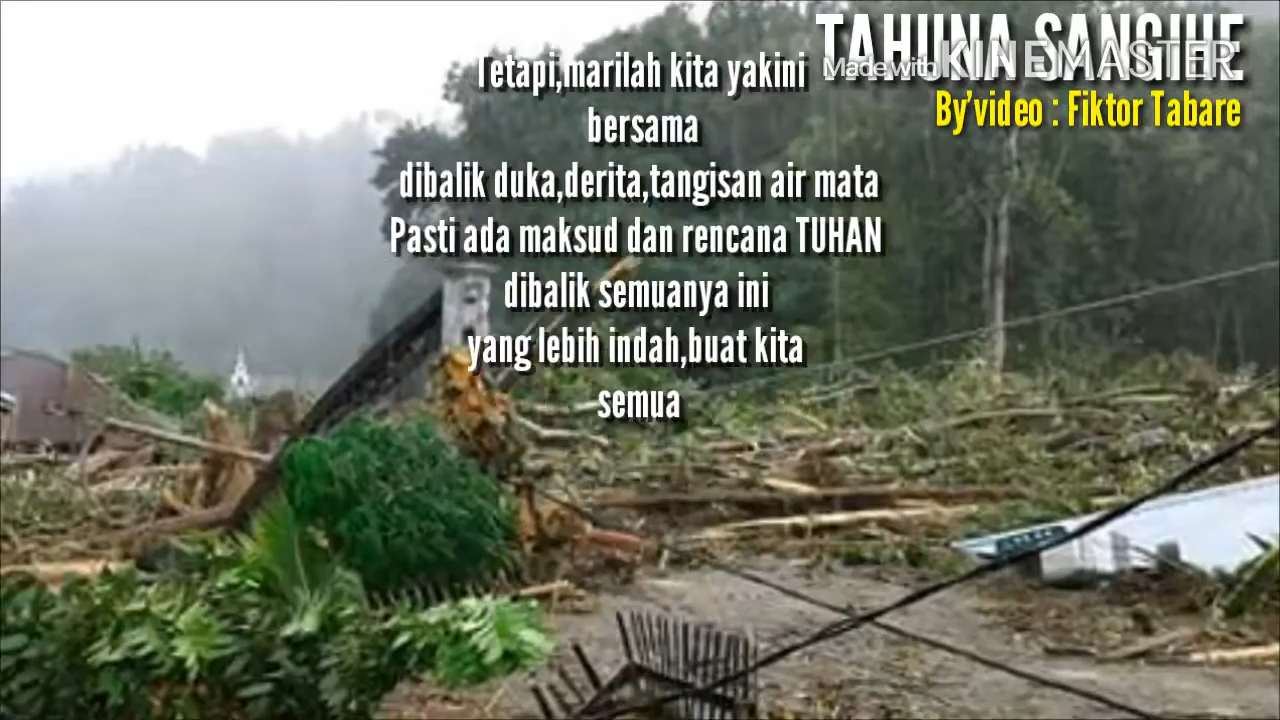 TAHUNA SANGIHE
Made with KINEMASTER
By'video : Fiktor Tabare
Tetapi,marilah kita yakini
bersama
dibalik duka,derita,tangisan air mata
Pasti ada maksud dan rencana TUHAN
dibalik semuanya ini
yang lebih indah,buat kita
semua